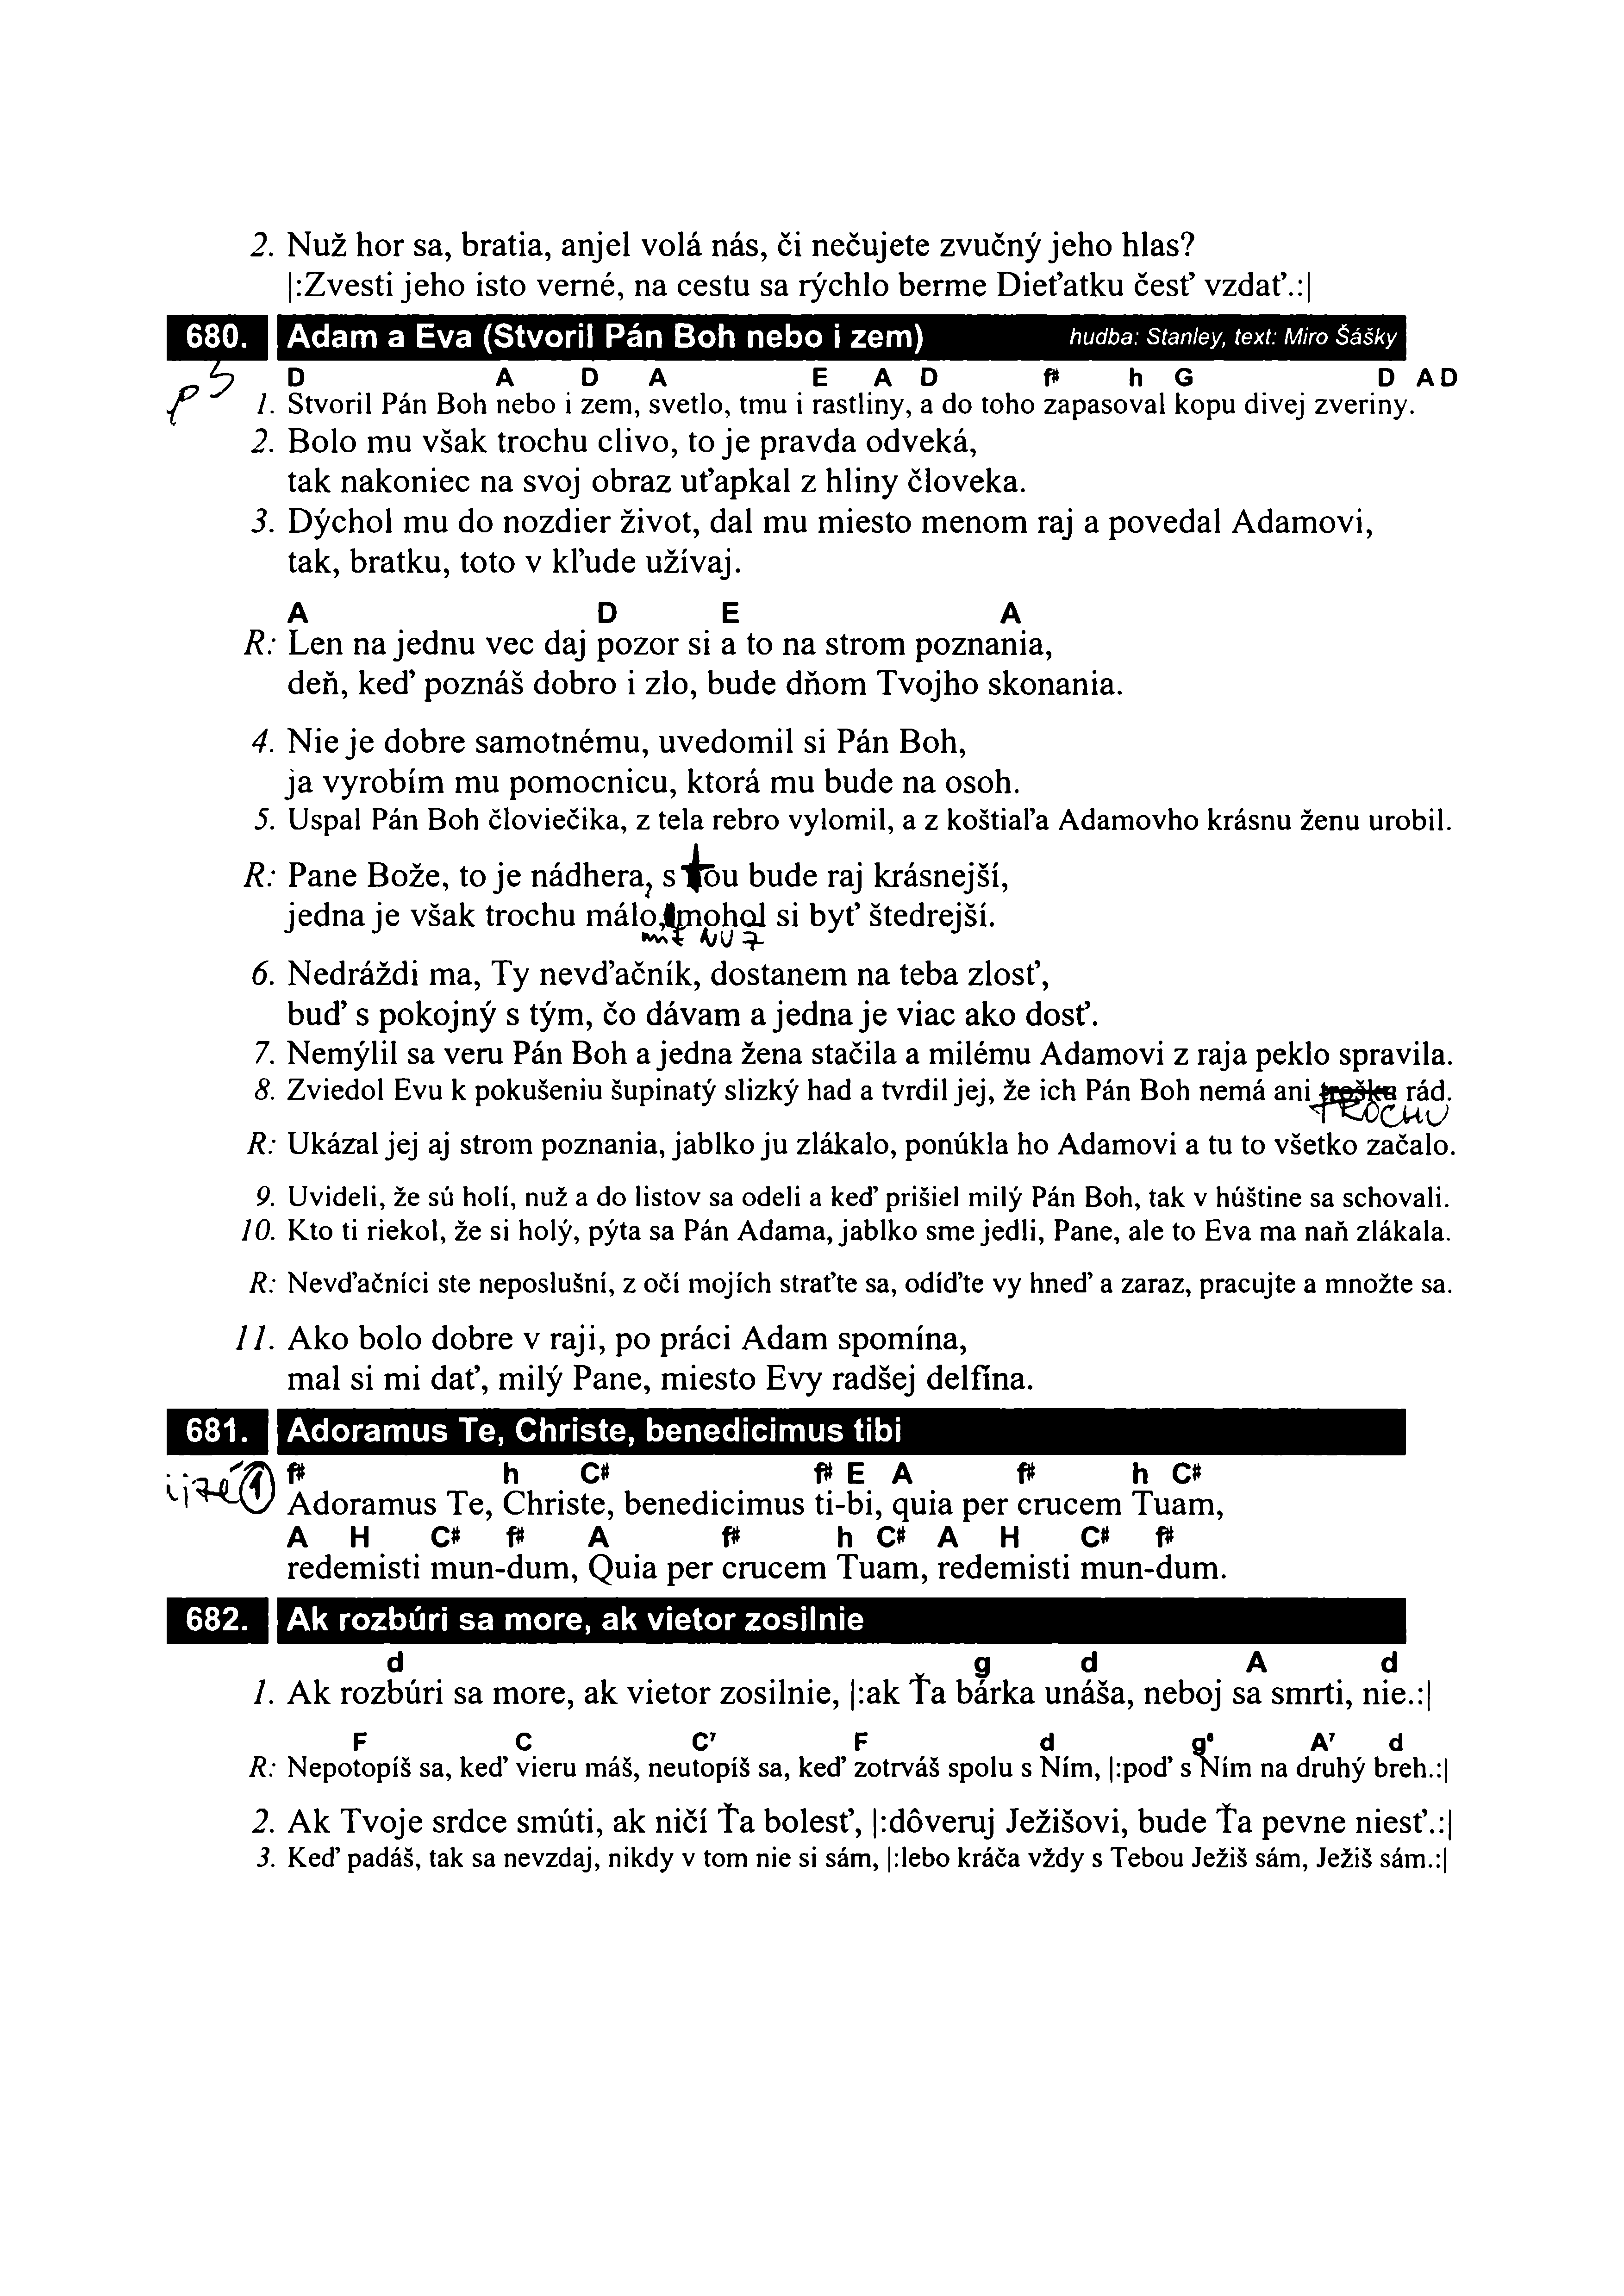 2. Nuž hor sa, bratia, anjel volá nás, či nečujete zvučný jeho hlas?
|:Zvesti jeho isto verné, na cestu sa rýchlo berme Dieťatku česť vzdať.:|
680. Adam a Eva (Stvoril Pán Boh nebo i zem) hudba: Stanley, text: Miro Šášky
D A D A E A D f# h G D A D
1. Stvoril Pán Boh nebo i zem, svetlo, tmu i rastliny, a do toho zapasoval kopu divej zveriny.
2. Bolo mu však trochu clivo, to je pravda odveká,
tak nakoniec na svoj obraz uťapkal z hliny človeka.
3. Dýchol mu do nozdier život, dal mu miesto menom raj a povedal Adamovi,
tak, bratku, toto v kľude užívaj.
A D E A
R: Len na jednu vec daj pozor si a to na strom poznania,
deň, keď poznáš dobro i zlo, bude dňom Tvojho skonania.
4. Nie je dobre samotnému, uvedomil si Pán Boh,
ja vyrobím mu pomocnicu, ktorá mu bude na osoh.
5. Uspal Pán Boh človiečika, z tela rebro vylomil, a z koštiaľa Adamovho krásnu ženu urobil.
R: Pane Bože, to je nádhera, s tou bude raj krásnejší,
jedna je však trochu málo, mohol si byť štedrejší.
6. Nedráždi ma, Ty nevďačník, dostanem na teba zlosť,
buď s pokojný s tým, čo dávam a jedna je viac ako dosť.
7. Nemýlil sa veru Pán Boh a jedna žena stačila a milému Adamovi z raja peklo spravila.
8. Zviedol Evu k pokušeniu šupinatý slizký had a tvrdil jej, že ich Pán Boh nemá ani trošku rád.
TROCHU
R: Ukázal jej aj strom poznania, jablko ju zlákalo, ponúkla ho Adamovi a tu to všetko začalo.
9. Uvideli, že sú holí, nuž a do listov sa odeli a keď prišiel milý Pán Boh, tak v húštine sa schovali.
10. Kto ti riekol, že si holý, pýta sa Pán Adama, jablko sme jedli, Pane, ale to Eva ma naň zlákala.
R: Nevďačníci ste neposlušní, z očí mojích straťte sa, odíďte vy hneď a zaraz, pracujte a množte sa.
11. Ako bolo dobre v raji, po práci Adam spomína,
mal si mi dať, milý Pane, miesto Evy radšej delfína.
681. Adoramus Te, Christe, benedicimus tibi
f# h C# f# E A f# h C#
Adoramus Te, Christe, benedicimus ti-bi, quia per crucem Tuam,
A H C# f# A f# h C# A H C# f#
redemisti mun-dum, Quia per crucem Tuam, redemisti mun-dum.
682. Ak rozbúri sa more, ak vietor zosilnie
d g d A d
1. Ak rozbúri sa more, ak vietor zosilnie, |:ak Ťa bárka unáša, neboj sa smrti, nie.:|
F C C7 F d g6 A7 d
R: Nepotopíš sa, keď vieru máš, neutopíš sa, keď zotrváš spolu s Ním, |:poď s Ním na druhý breh.:|
2. Ak Tvoje srdce smúti, ak ničí Ťa bolesť, |:dôveruj Ježišovi, bude Ťa pevne niesť.:|
3. Keď padáš, tak sa nevzdaj, nikdy v tom nie si sám, |:lebo kráča vždy s Tebou Ježiš sám, Ježiš sám.:|